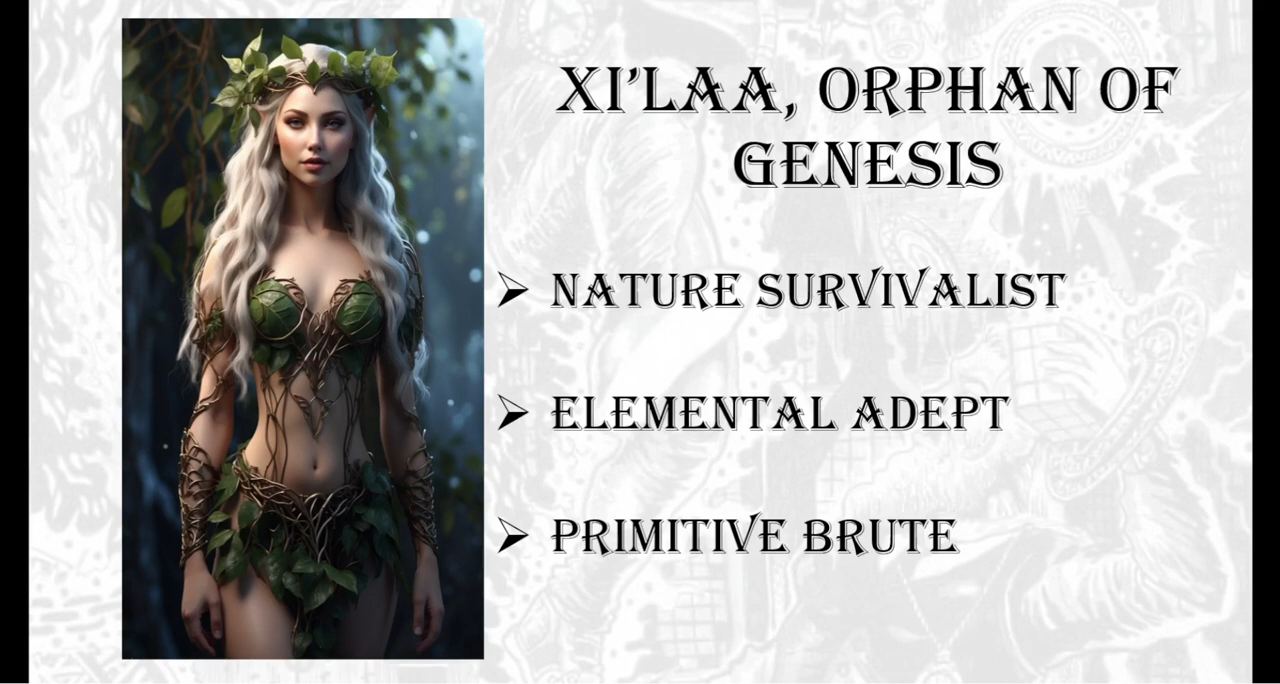 XI'LAA, ORPHAN OF
GENESIS
NATURE SURVIVALIST
ELEMENTAL ADEPT
PRIMITIVE BRUTE